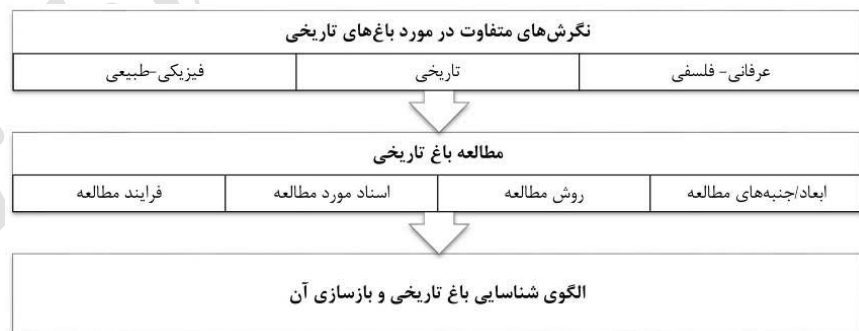 نگرش‌های متفاوت در مورد باغ‌های تاریخی
عرفانی- فلسفی تاریخی فیزیکی-طبیعی
مطالعه باغ تاریخی
ابعاد/جنبه‌های مطالعه روش مطالعه اسناد مورد مطالعه فرایند مطالعه
الگوی شناسایی باغ تاریخی و بازسازی آن